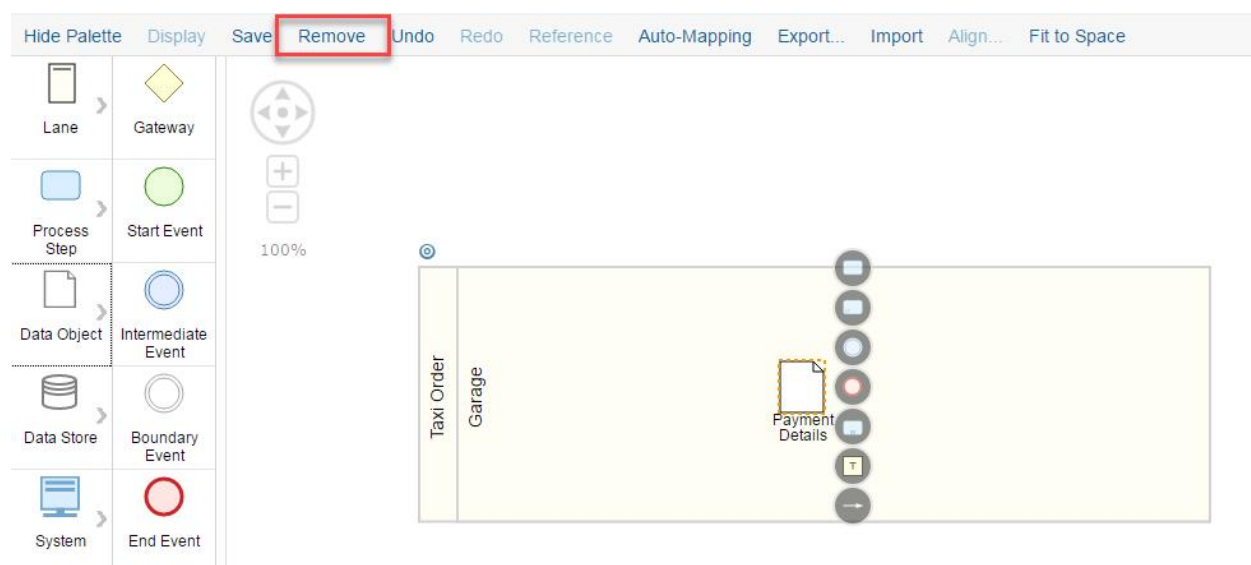 Hide Palette Display Save Remove Undo Redo Reference Auto-Mapping Export... Import Align... Fit to Space
Lane
Gateway
Process
Step
Start Event
Data Object
Intermediate
Event
Data Store
Boundary
Event
System
End Event
100%
Taxi Order
Garage
Payment
Details
T